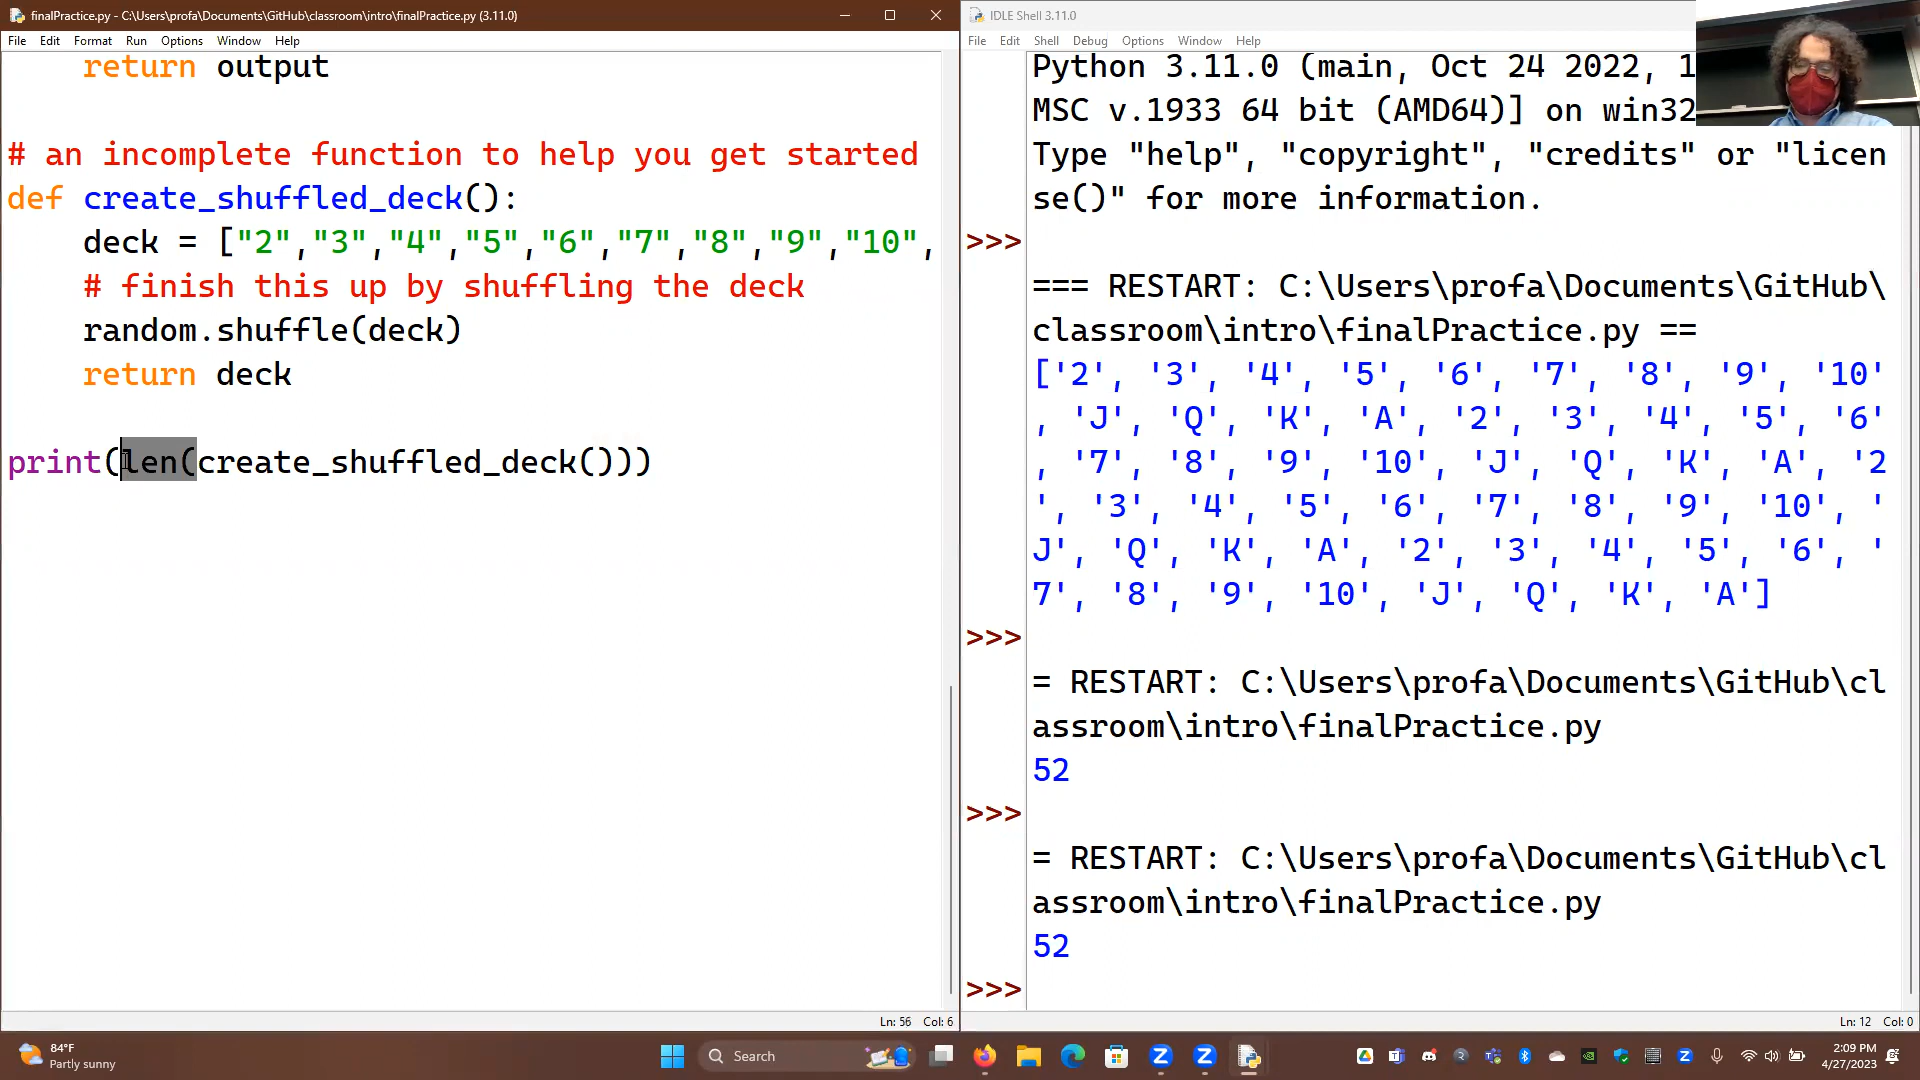 finalPractice.py - C:\Users\profa\Documents\GitHub\classroom\intro\finalPractice.py (3.11.0)
File Edit Format Run Options Window Help
return output
# an incomplete function to help you get started
def create_shuffled_deck():
deck = ["2","3","4","5","6","7","8","9","10",
# finish this up by shuffling the deck
random.shuffle(deck)
return deck
print(len(create_shuffled_deck()))
Ln: 56 Col: 6
IDLE Shell 3.11.0
File Edit Shell Debug Options Window Help
Python 3.11.0 (main, Oct 24 2022, 1
MSC v.1933 64 bit (AMD64)] on win32
Type "help", "copyright", "credits" or "licen
se()" for more information.
>>>
=== RESTART: C:\Users\profa\Documents\GitHub\
classroom\intro\finalPractice.py ==
['2', '3', '4', '5', '6', '7', '8', '9', '10'
, 'J', 'Q', 'K', 'A', '2', '3', '4', '5', '6'
, '7', '8', '9', '10', 'J', 'Q', 'K', 'A', '2
', '3', '4', '5', '6', '7', '8', '9', '10', '
J', 'Q', 'K', 'A', '2', '3', '4', '5', '6', '
7', '8', '9', '10', 'J', 'Q', 'K', 'A']
>>>
= RESTART: C:\Users\profa\Documents\GitHub\cl
assroom\intro\finalPractice.py
52
>>>
= RESTART: C:\Users\profa\Documents\GitHub\cl
assroom\intro\finalPractice.py
52
>>>
Ln: 12 Col: 0
84°F
Partly sunny
Search
2:09 PM
4/27/2023